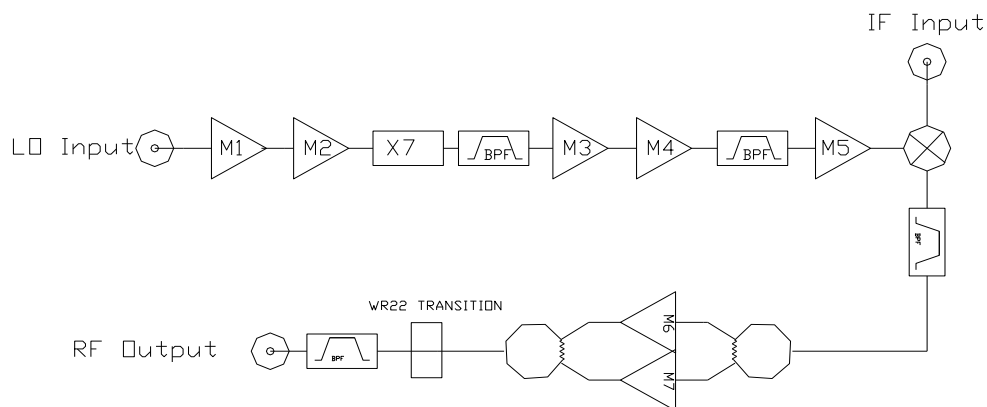 IF Input
LO Input
M1
M2
X7
BPF
M3
M4
BPF
M5
BPF
WR22 TRANSITION
M6
M7
RF Output
BPF